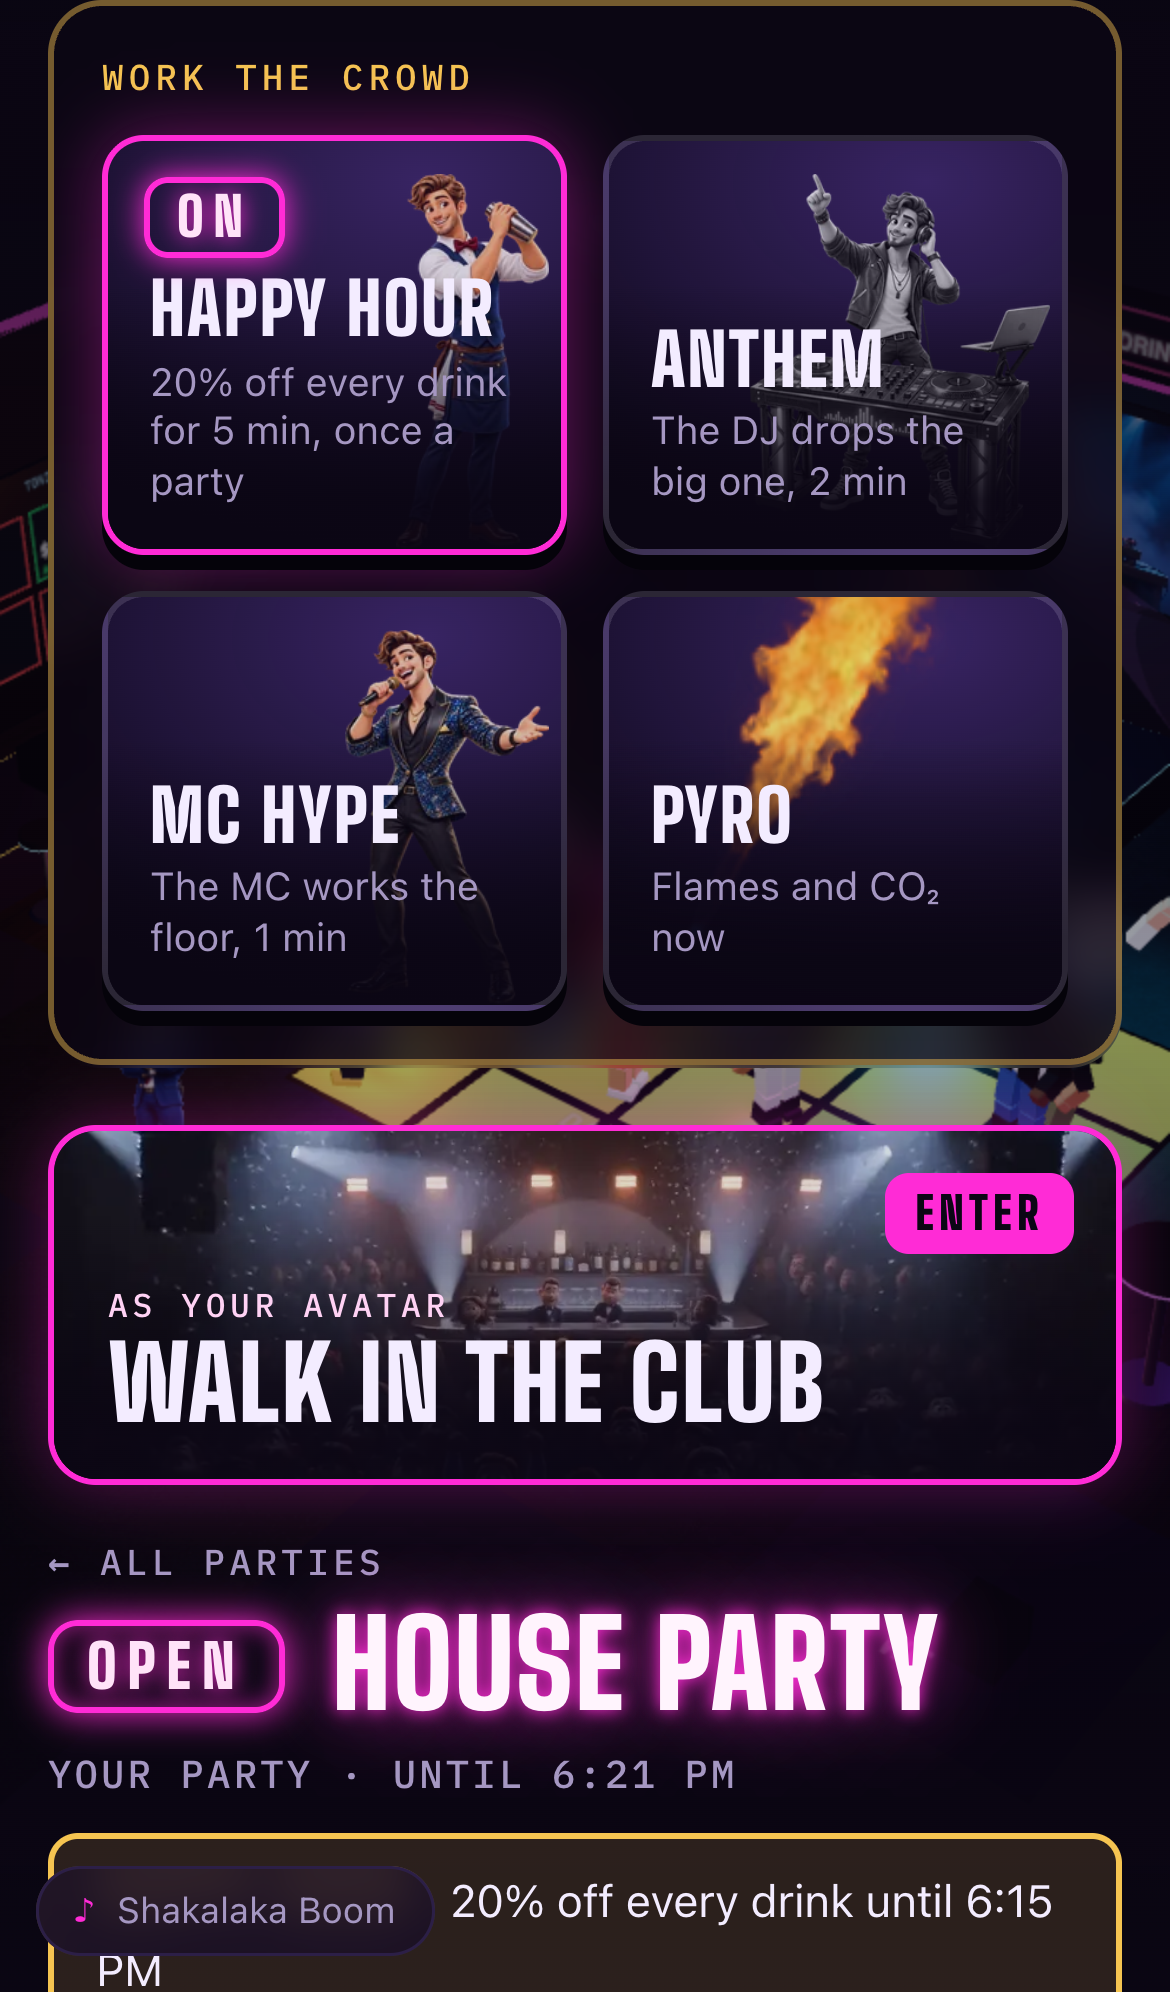 WORK THE CROWD
ON
HAPPY HOUR
20% off every drink
for 5 min, once a
party
ANTHEM
The DJ drops the
big one, 2 min
MC HYPE
The MC works the
floor, 1 min
PYRO
Flames and CO₂
now
ENTER
AS YOUR AVATAR
WALK IN THE CLUB
← ALL PARTIES
OPEN
HOUSE PARTY
YOUR PARTY · UNTIL 6:21 PM
♪ Shakalaka Boom
20% off every drink until 6:15
PM